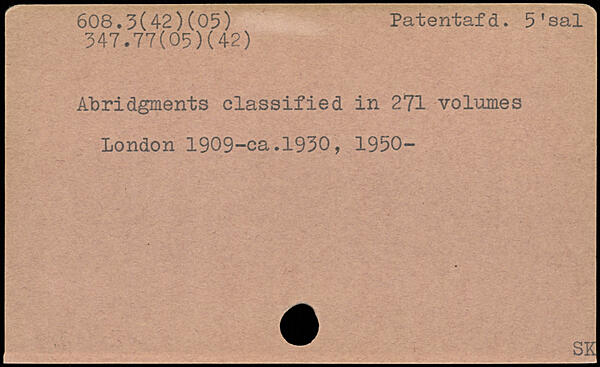 608.3(42)(05) Patentafd. 5'sal
347.77(05)(42)
Abridgments classified in 271 volumes
London 1909-ca.1930, 1950-
SK